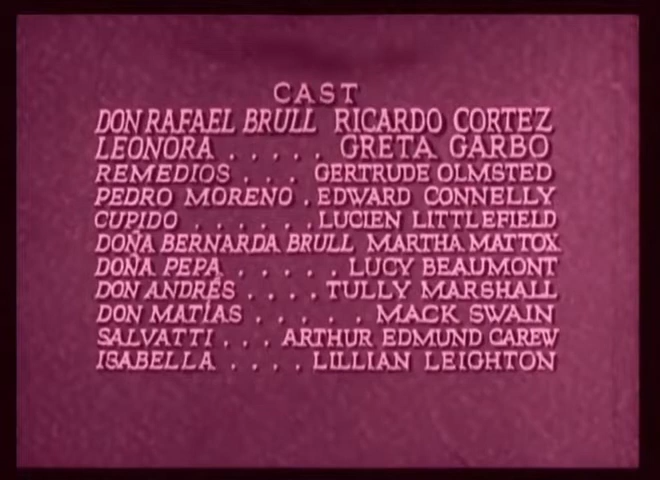 CAST
DON RAFAEL BRULL RICARDO CORTEZ
LEONORA . . . . . GRETA GARBO
REMEDIOS . . . GERTRUDE OLMSTED
PEDRO MORENO . EDWARD CONNELLY
CUPIDO . . . . . . LUCIEN LITTLEFIELD
DOÑA BERNARDA BRULL MARTHA MATTOX
DOÑA PEPA . . . . . LUCY BEAUMONT
DON ANDRÉS . . . . TULLY MARSHALL
DON MATÍAS . . . . . MACK SWAIN
SALVATTI . . . ARTHUR EDMUND CAREW
ISABELLA . . . . LILLIAN LEIGHTON